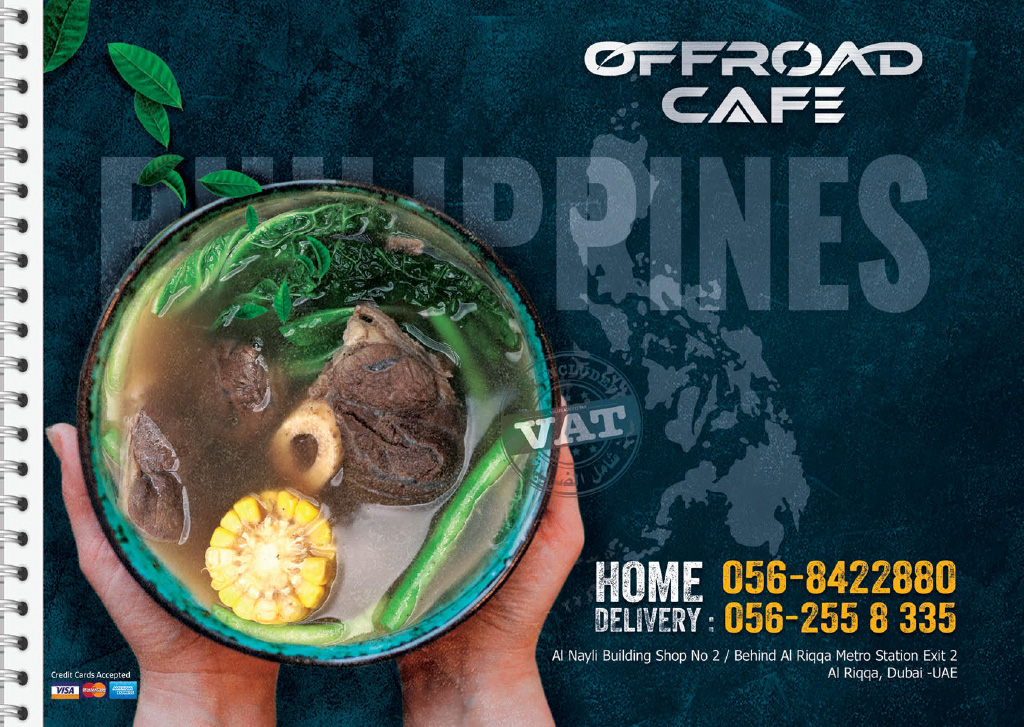 OFFROAD
CAFE
PHILIPPINES
VAT
HOME 056-8422880
DELIVERY : 056-255 8 335
Al Nayli Building Shop No 2 / Behind Al Riqqa Metro Station Exit 2
Al Riqqa, Dubai -UAE
Credit Cards Accepted
VISA MasterCard